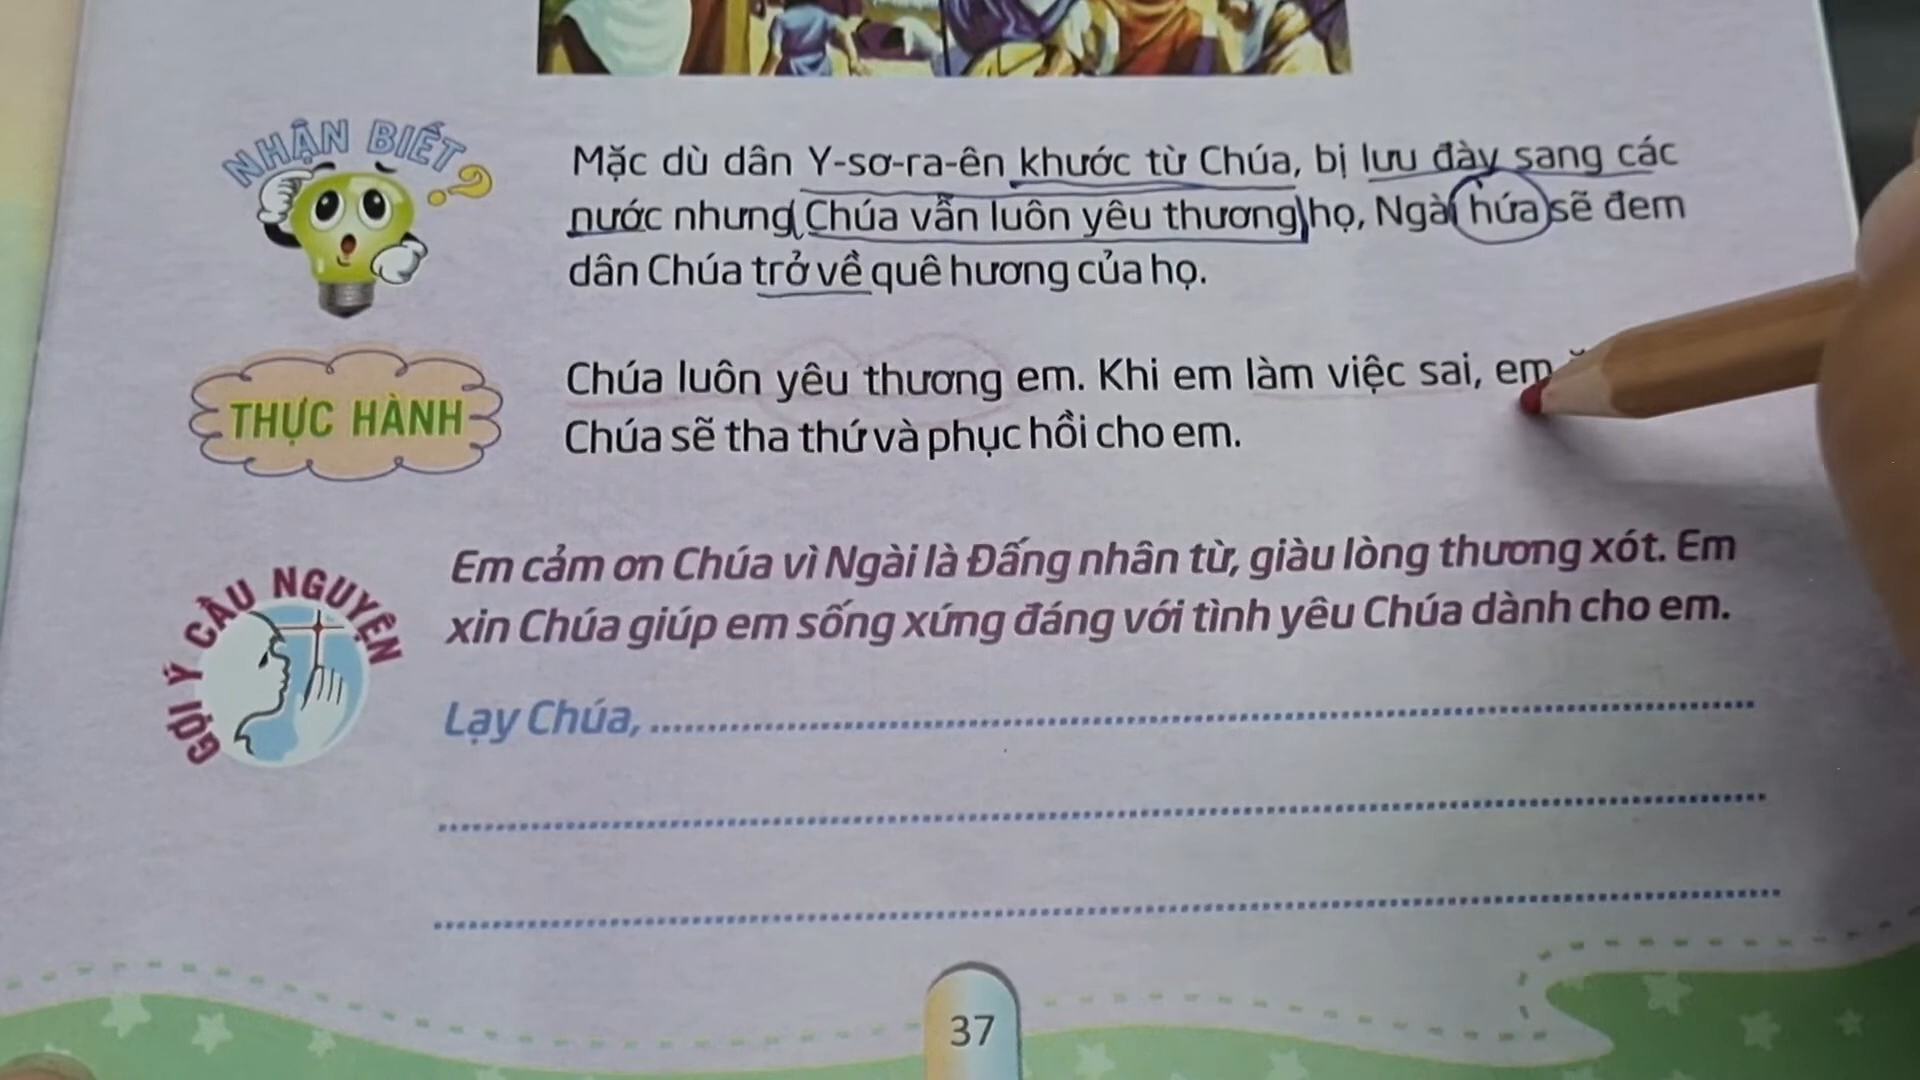 NHẬN BIẾT?
Mặc dù dân Y-sơ-ra-ên khước từ Chúa, bị lưu đày sang các
nước nhưng Chúa vẫn luôn yêu thương họ, Ngài hứa sẽ đem
dân Chúa trở về quê hương của họ.
THỰC HÀNH
Chúa luôn yêu thương em. Khi em làm việc sai, em
Chúa sẽ tha thứ và phục hồi cho em.
GỢI Ý CẦU NGUYỆN
Em cảm ơn Chúa vì Ngài là Đấng nhân từ, giàu lòng thương xót. Em
xin Chúa giúp em sống xứng đáng với tình yêu Chúa dành cho em.
Lạy Chúa,
37